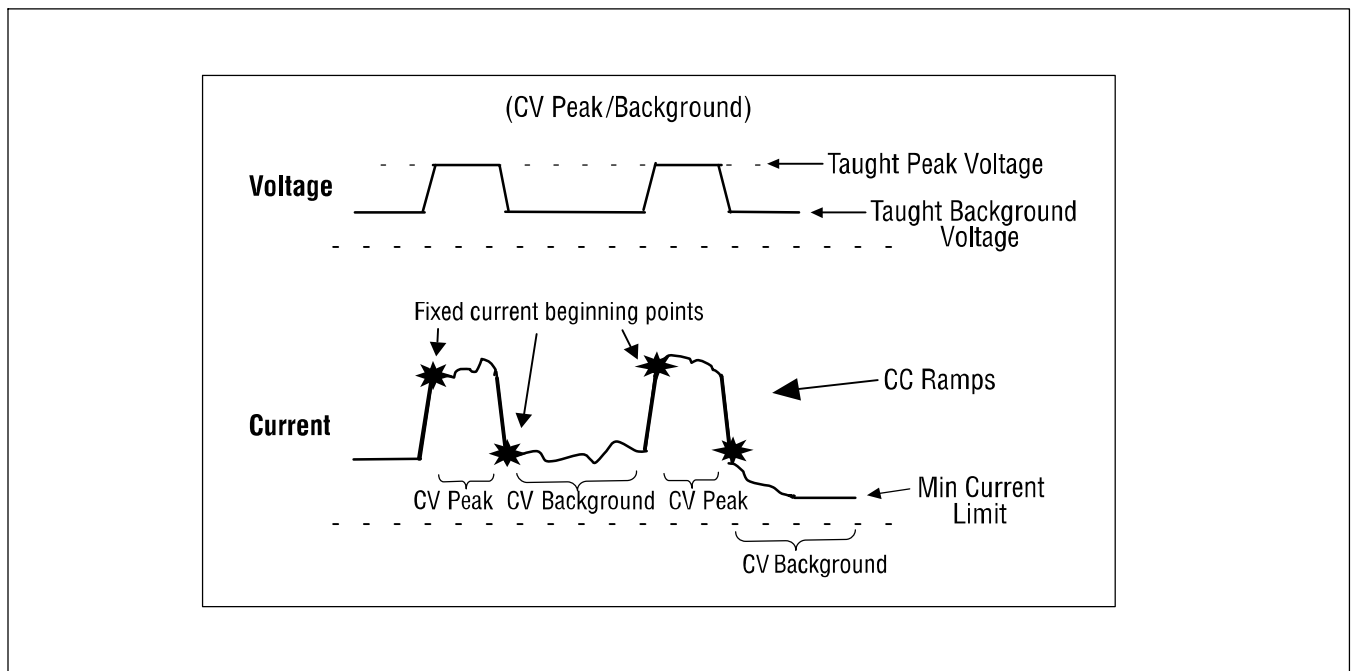 (CV Peak/Background)
Taught Peak Voltage
Voltage
Taught Background
Voltage
Fixed current beginning points
CC Ramps
Current
CV Peak
CV Background
CV Peak
Min Current
Limit
CV Background